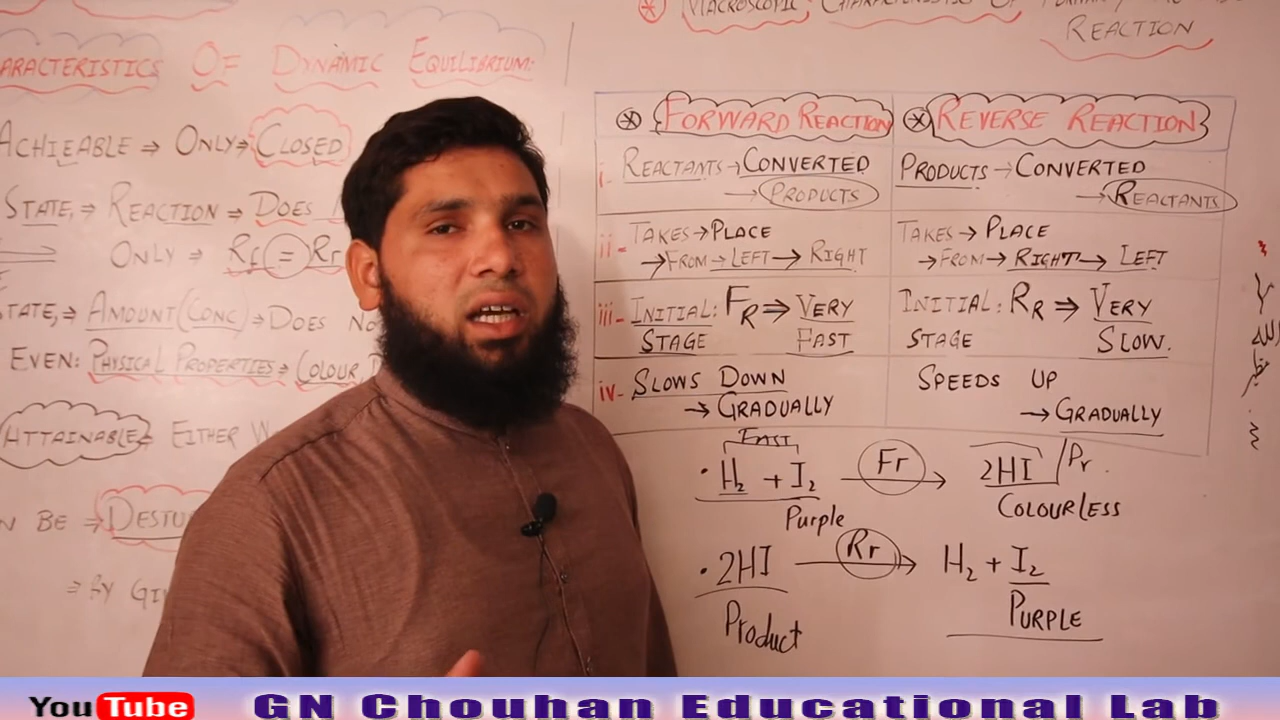 MACROSCOPIC CHARACTERISTIC OF
REACTION
CHARACTERISTICS OF DYNAMIC EQUILIBRIUM:
ACHIEABLE ⇒ ONLY⇒ CLOSED
STATE, ⇒ REACTION ⇒ DOES
ONLY ⇒ Rf = Rr
STATE, ⇒ AMOUNT (CONC) ⇒ DOES NO
EVEN: PHYSICAL PROPERTIES ⇒ COLOUR,
ATTAINABLE ⇒ EITHER W
N BE ⇒ DESTU
⇒ BY GI
FORWARD REACTION
i- REACTANTS → CONVERTED
→ PRODUCTS
ii- TAKES → PLACE
→ FROM → LEFT → RIGHT
iii- INITIAL: FR ⇒ VERY
STAGE FAST
iv- SLOWS DOWN
→ GRADUALLY
REVERSE REACTION
PRODUCTS → CONVERTED
→ REACTANTS
TAKES → PLACE
→ FROM → RIGHT → LEFT
INITIAL: RR ⇒ VERY
STAGE SLOW.
SPEEDS UP
→ GRADUALLY
FAST
• H₂ + I₂ Fr → 2HI / Pr.
Purple COLOURLESS
• 2HI Rr → H₂ + I₂
Product PURPLE
YouTube GN Chouhan Educational Lab